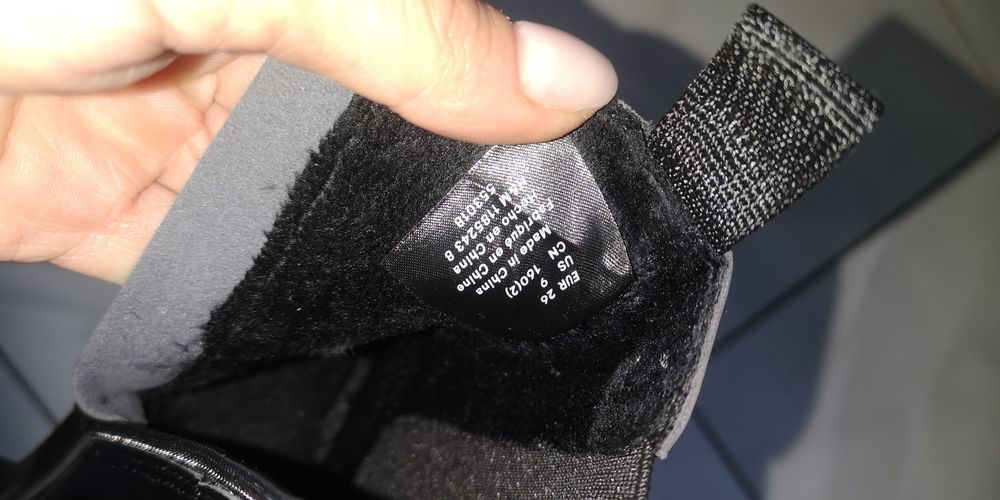 EUR 26
US 9
CN 160(2)
Made in China
Fabriqué en Chine
Hecho en China
H&M 1185243 8
553018